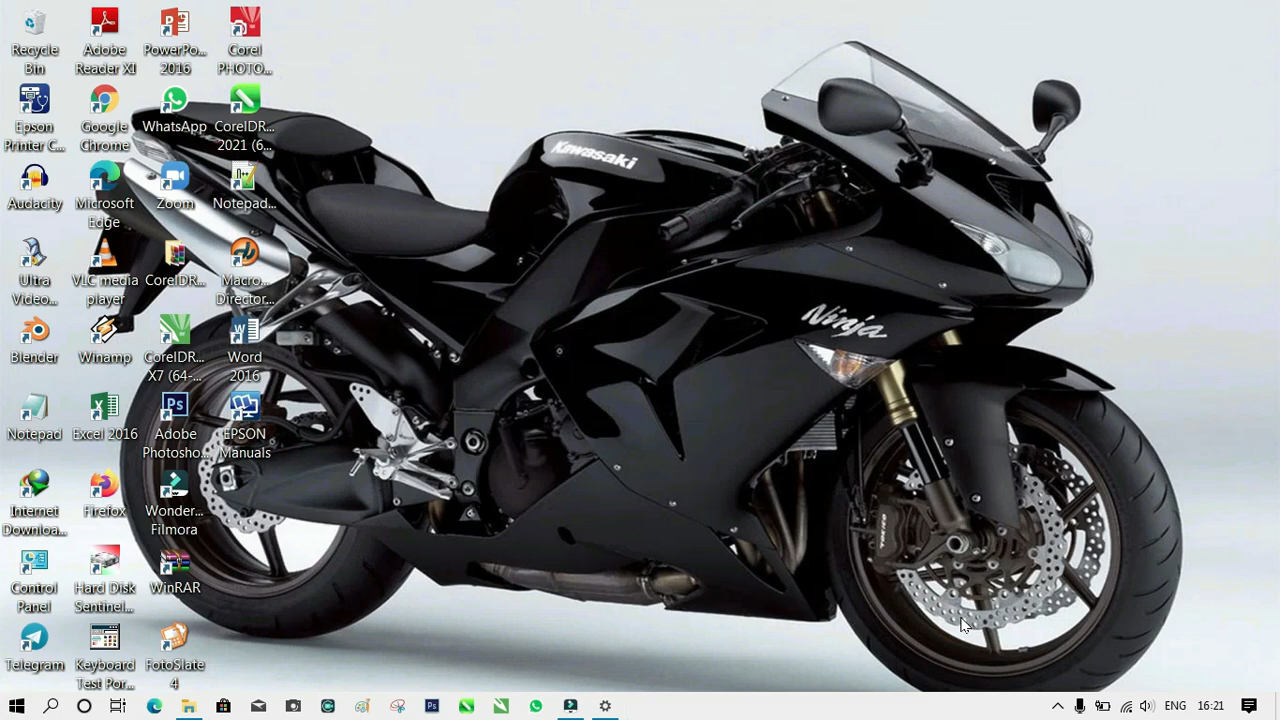 Recycle
Bin
Adobe
Reader XI
PowerPo...
2016
Corel
PHOTO...
Epson
Printer C...
Google
Chrome
WhatsApp
CorelDR...
2021 (6...
Audacity
Microsoft
Edge
Zoom
Notepad...
Ultra
Video...
VLC media
player
CorelDR...
Macro
Director...
Blender
Winamp
CorelDR...
X7 (64-...
Word
2016
Notepad
Excel 2016
Adobe
Photosho...
EPSON
Manuals
Internet
Downloa...
Firefox
Wonder...
Filmora
Control
Panel
Hard Disk
Sentinel...
WinRAR
Telegram
Keyboard
Test Por...
FotoSlate
4
Kawasaki
Ninja
ENG
16:21